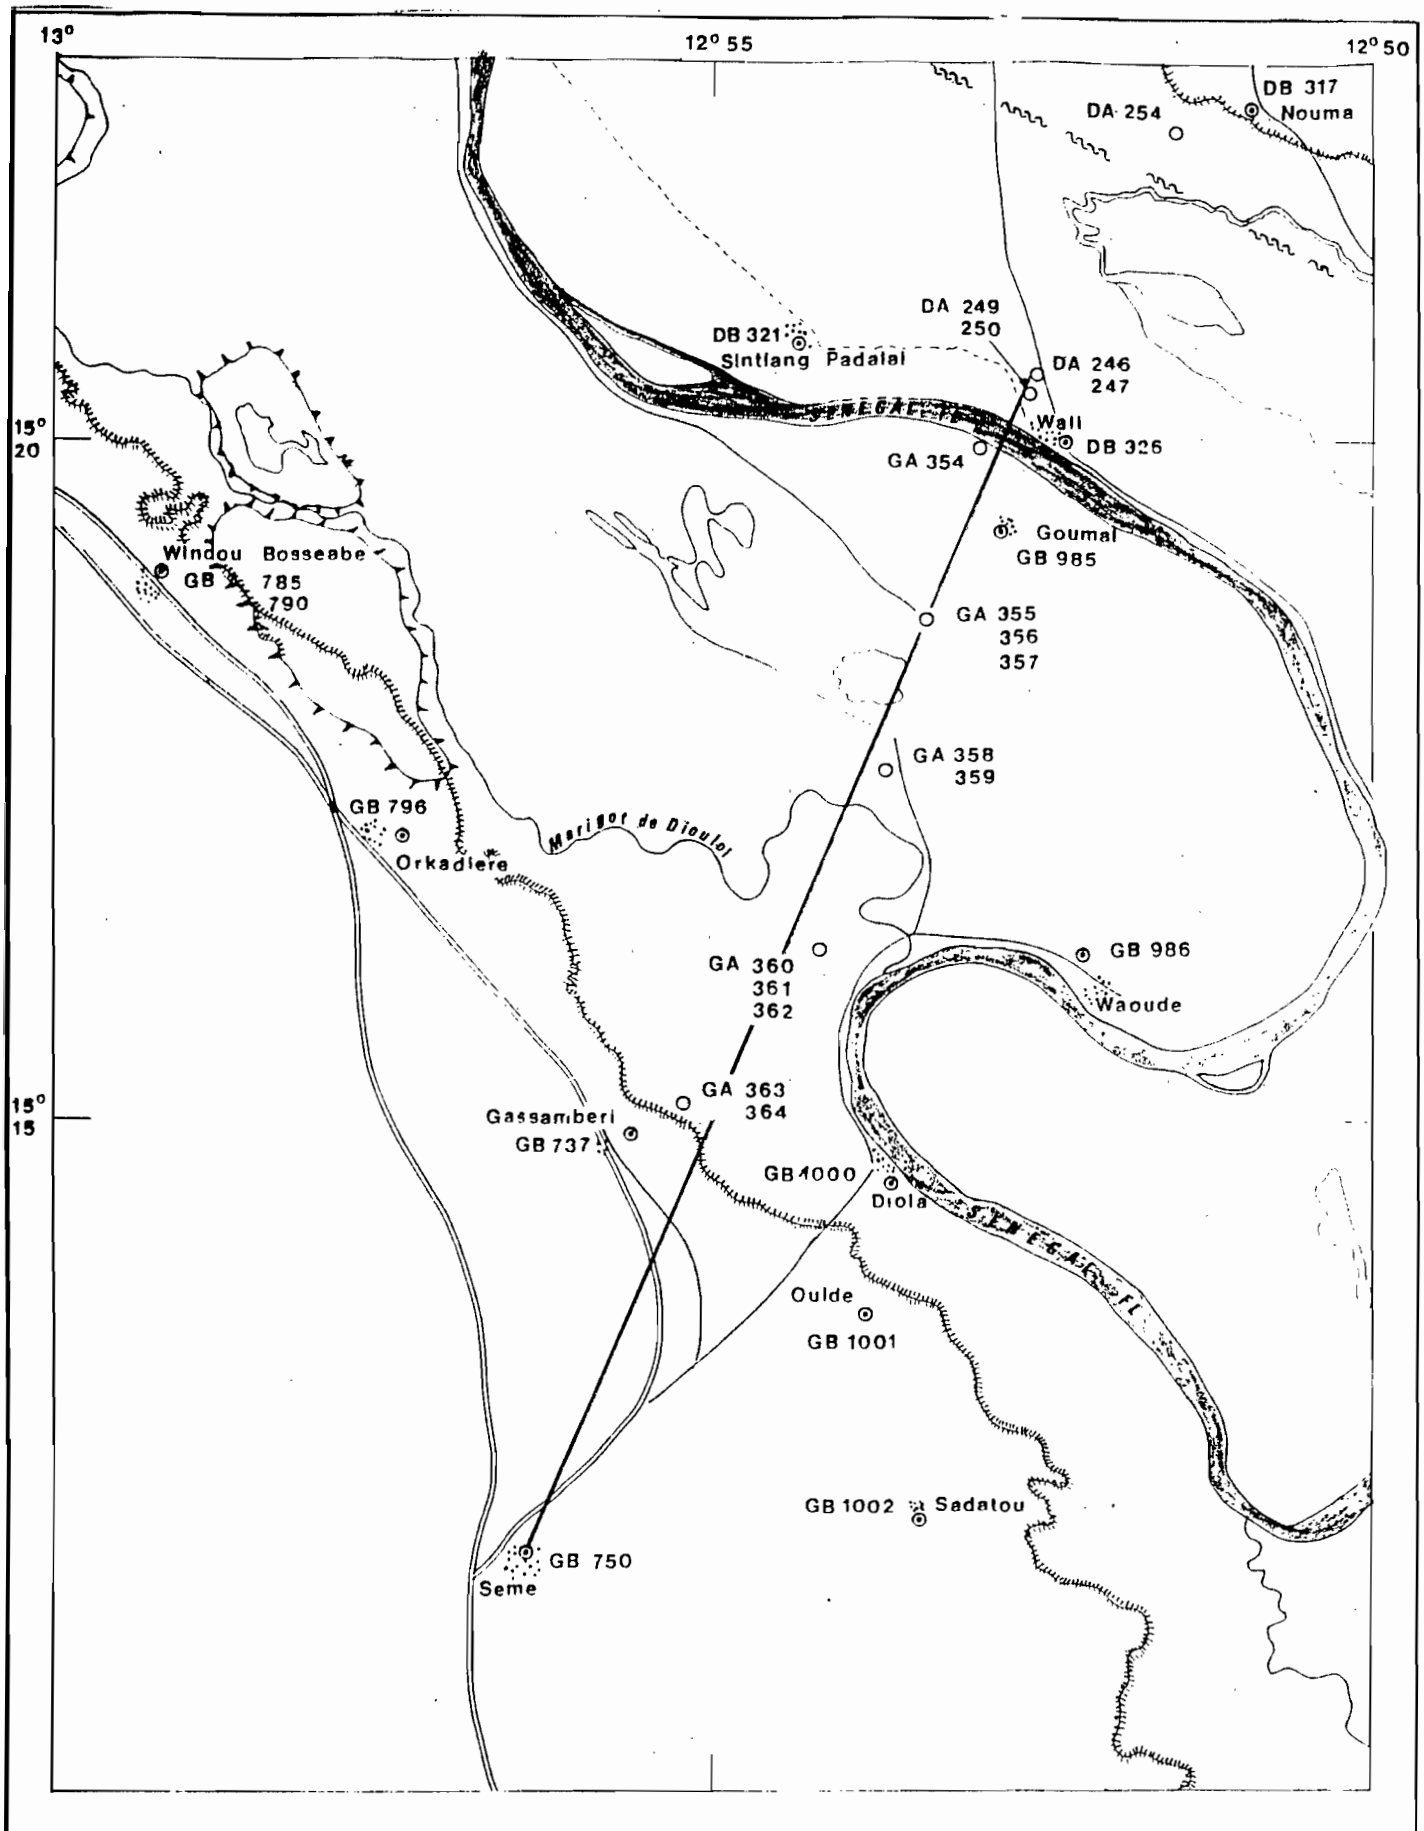 13°
12° 55
12° 50
DB 317
Nouma
DA 254
DA 249
250
DB 321
Sintiang Padalal
DA 246
247
SENEGAL FL
Wali
DB 326
15°
20
GA 354
Goumal
GB 985
Windou Bosseabe
GB 785
790
GA 355
356
357
GA 358
359
GB 796
Orkadiere
Marigot de Dioulol
GA 360
361
362
GB 986
Waoude
GA 363
364
15°
15
Gassamberi
GB 737
GB 1000
Diola
SENEGAL FL
Oulde
GB 1001
GB 1002
Sadatou
GB 750
Seme